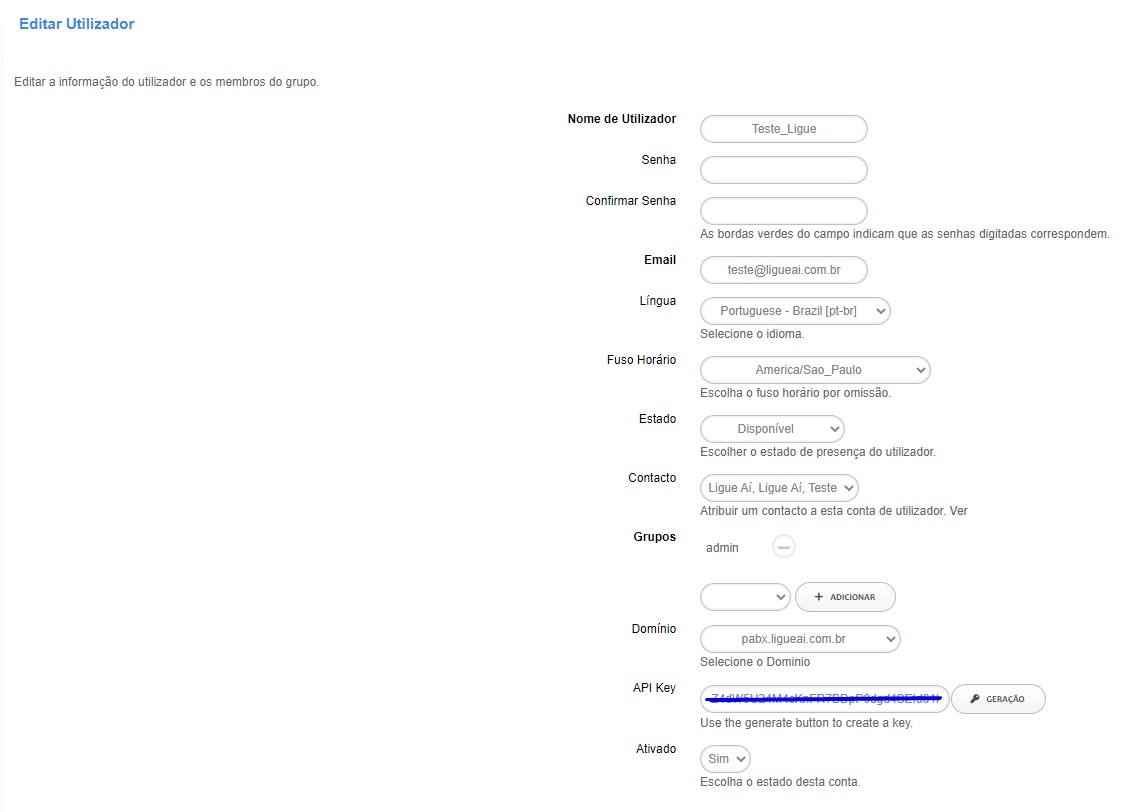 Editar Utilizador
Editar a informação do utilizador e os membros do grupo.
Nome de Utilizador
Teste_Ligue
Senha
Confirmar Senha
As bordas verdes do campo indicam que as senhas digitadas correspondem.
Email
teste@ligueai.com.br
Língua
Portuguese - Brazil [pt-br]
Selecione o idioma.
Fuso Horário
America/Sao_Paulo
Escolha o fuso horário por omissão.
Estado
Disponível
Escolher o estado de presença do utilizador.
Contacto
Ligue Aí, Ligue Aí, Teste
Atribuir um contacto a esta conta de utilizador. Ver
Grupos
admin
ADICIONAR
Domínio
pabx.ligueai.com.br
Selecione o Dominio
API Key
GERAÇÃO
Use the generate button to create a key.
Ativado
Sim
Escolha o estado desta conta.